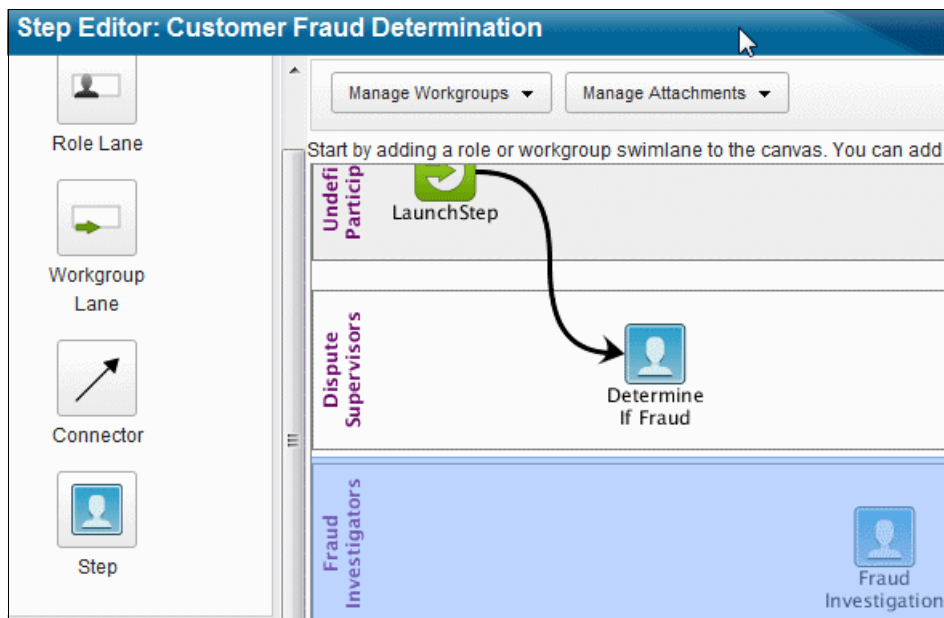 Step Editor: Customer Fraud Determination
Role Lane
Workgroup
Lane
Connector
Step
Manage Workgroups
Manage Attachments
Start by adding a role or workgroup swimlane to the canvas. You can add
Undefi
Particip
LaunchStep
Dispute
Supervisors
Determine
If Fraud
Fraud
Investigators
Fraud
Investigation